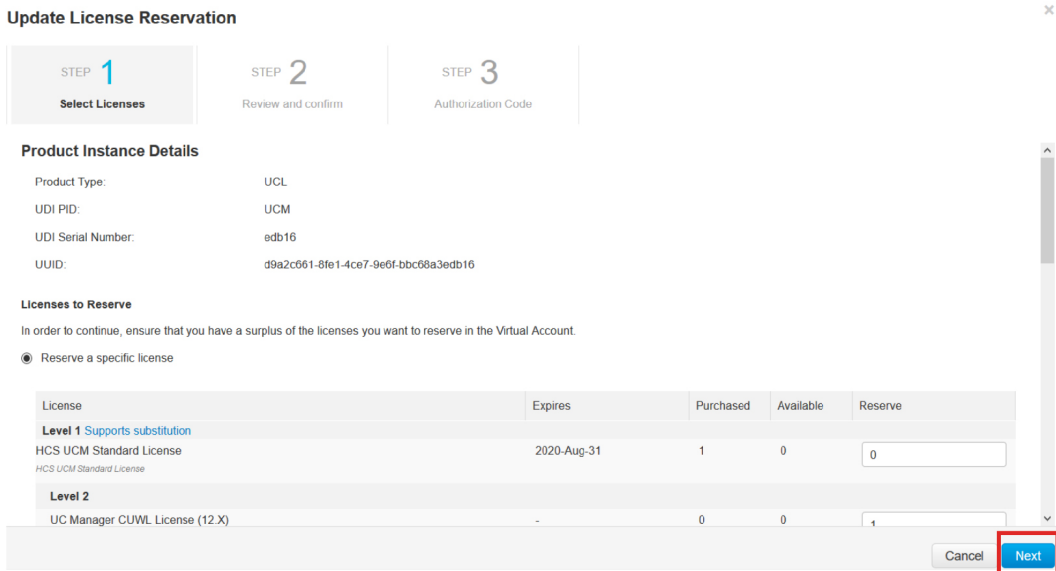 Update License Reservation
×
STEP 1
Select Licenses
STEP 2
Review and confirm
STEP 3
Authorization Code
Product Instance Details
Product Type: UCL
UDI PID: UCM
UDI Serial Number: edb16
UUID: d9a2c661-8fe1-4ce7-9e6f-bbc68a3edb16
Licenses to Reserve
In order to continue, ensure that you have a surplus of the licenses you want to reserve in the Virtual Account.
Reserve a specific license
License Expires Purchased Available Reserve
Level 1 Supports substitution
HCS UCM Standard License 2020-Aug-31 1 0 0
HCS UCM Standard License
Level 2
UC Manager CUWL License (12.X) - 0 0 1
Cancel Next